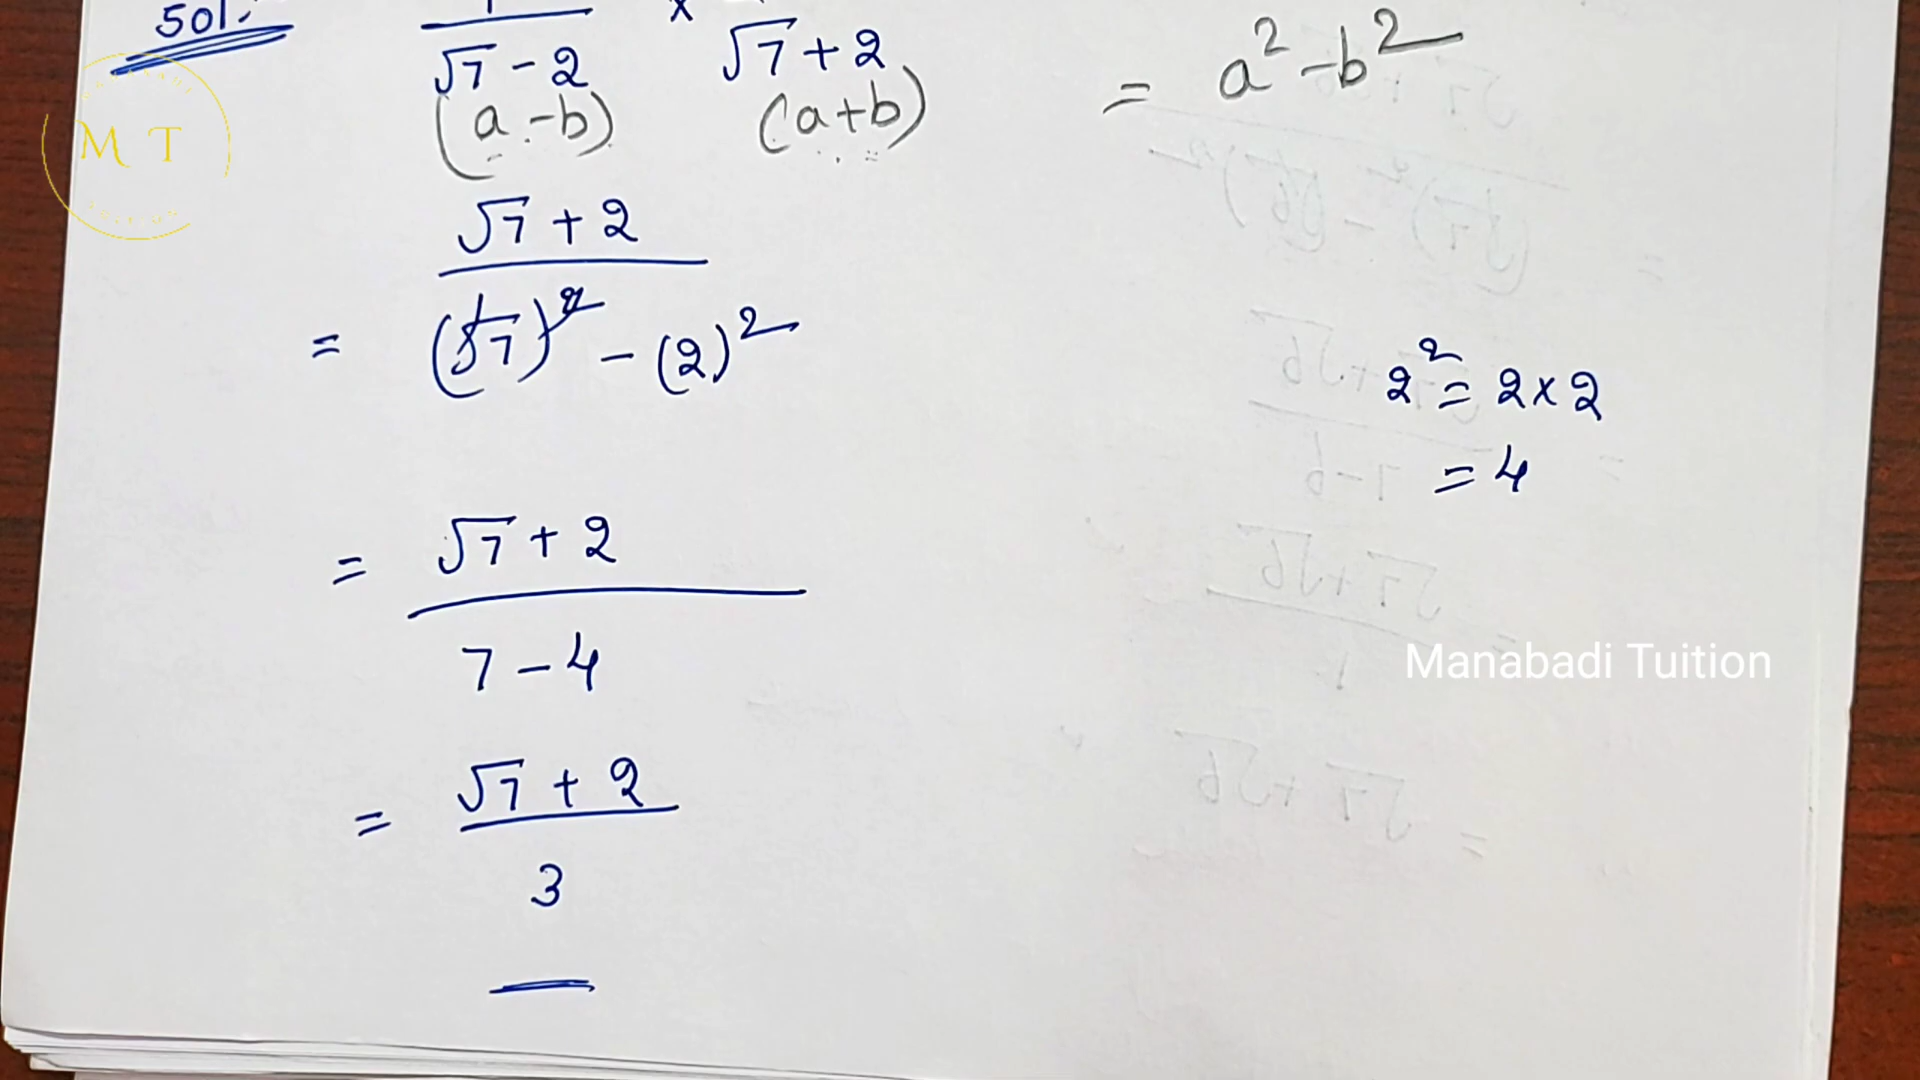 Sol:
1/(√7 - 2) × /(√7 + 2)
(a - b) (a + b) = a² - b²
M T
= (√7 + 2)/((√7)² - (2)²)
2² = 2 × 2
= 4
= (√7 + 2)/(7 - 4)
Manabadi Tuition
= (√7 + 2)/3